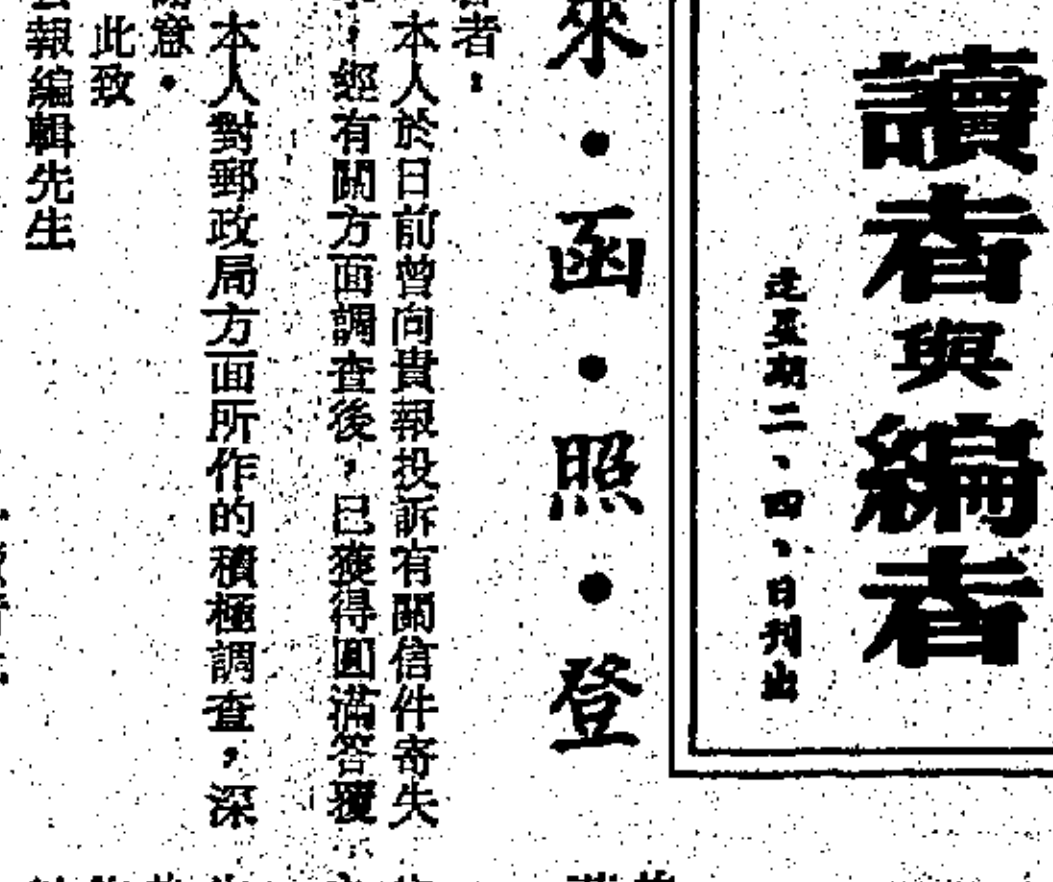 讀者與編者
逢星期二、四、日刊出
來•函•照•登
者：
本人於日前曾向貴報投訴有關信件寄失
，經有關方面調查後，已獲得圓滿答覆
本人對郵政局方面所作的積極調查，深
意。
此致
報編輯先生